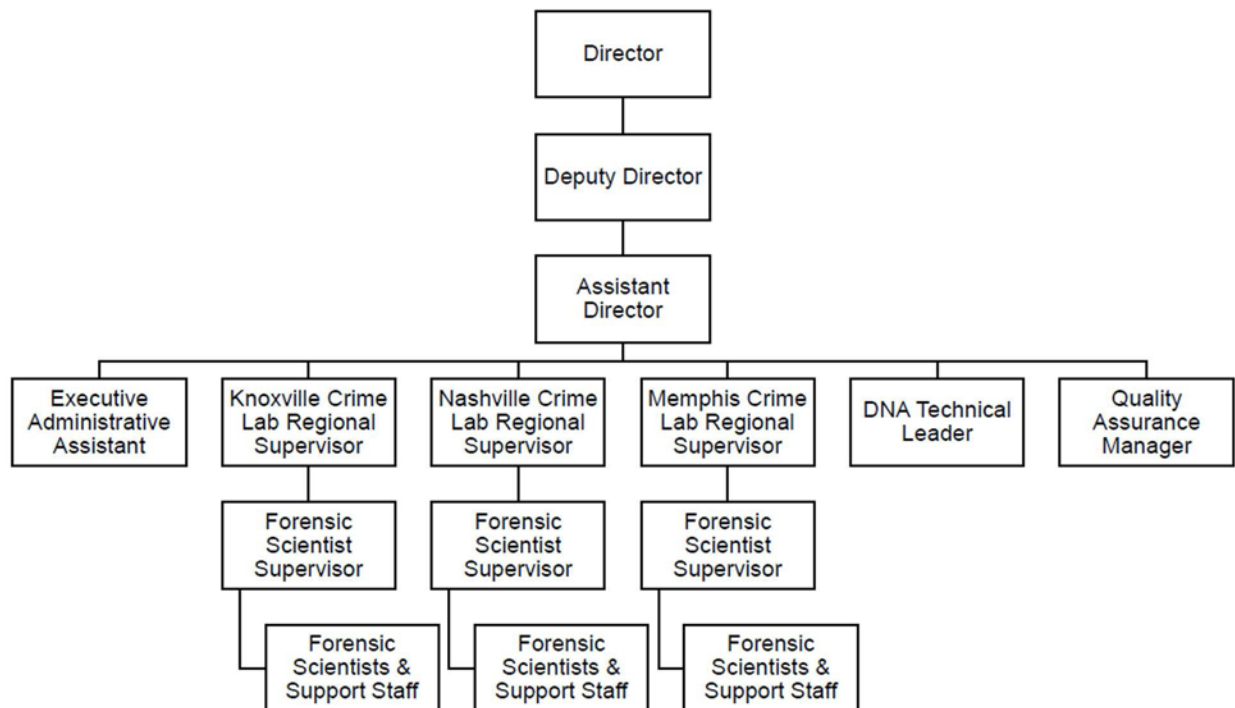 Director
Deputy Director
Assistant
Director
Executive
Administrative
Assistant
Knoxville Crime
Lab Regional
Supervisor
Nashville Crime
Lab Regional
Supervisor
Memphis Crime
Lab Regional
Supervisor
DNA Technical
Leader
Quality
Assurance
Manager
Forensic
Scientist
Supervisor
Forensic
Scientist
Supervisor
Forensic
Scientist
Supervisor
Forensic
Scientists &
Support Staff
Forensic
Scientists &
Support Staff
Forensic
Scientists &
Support Staff